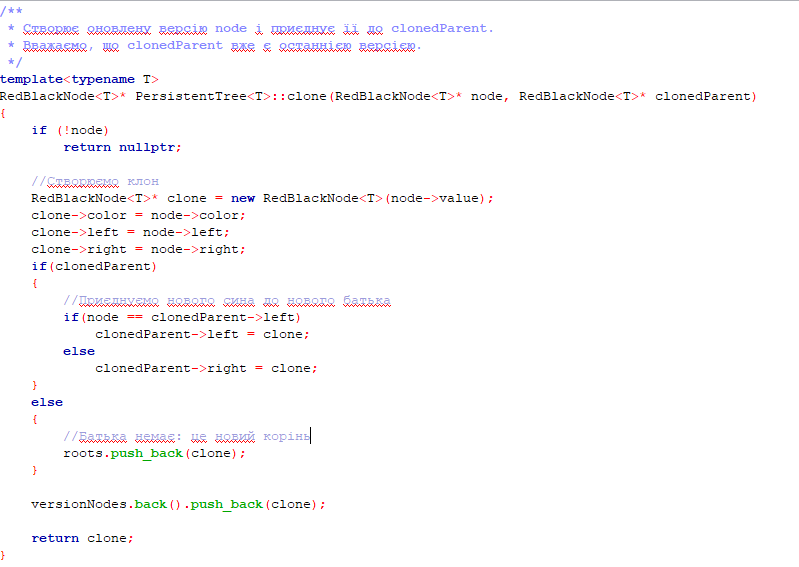 /**
 * Створює оновлену версію node і приєднує її до clonedParent.
 * Вважаємо, що clonedParent вже є останнією версією.
 */
template<typename T>
RedBlackNode<T>* PersistentTree<T>::clone(RedBlackNode<T>* node, RedBlackNode<T>* clonedParent)
{
    if (!node)
        return nullptr;

    //Створюємо клон
    RedBlackNode<T>* clone = new RedBlackNode<T>(node->value);
    clone->color = node->color;
    clone->left = node->left;
    clone->right = node->right;
    if(clonedParent)
    {
        //Приєднуємо нового сина до нового батька
        if(node == clonedParent->left)
            clonedParent->left = clone;
        else
            clonedParent->right = clone;
    }
    else
    {
        //Батька немає: це новий корінь
        roots.push_back(clone);
    }

    versionNodes.back().push_back(clone);

    return clone;
}